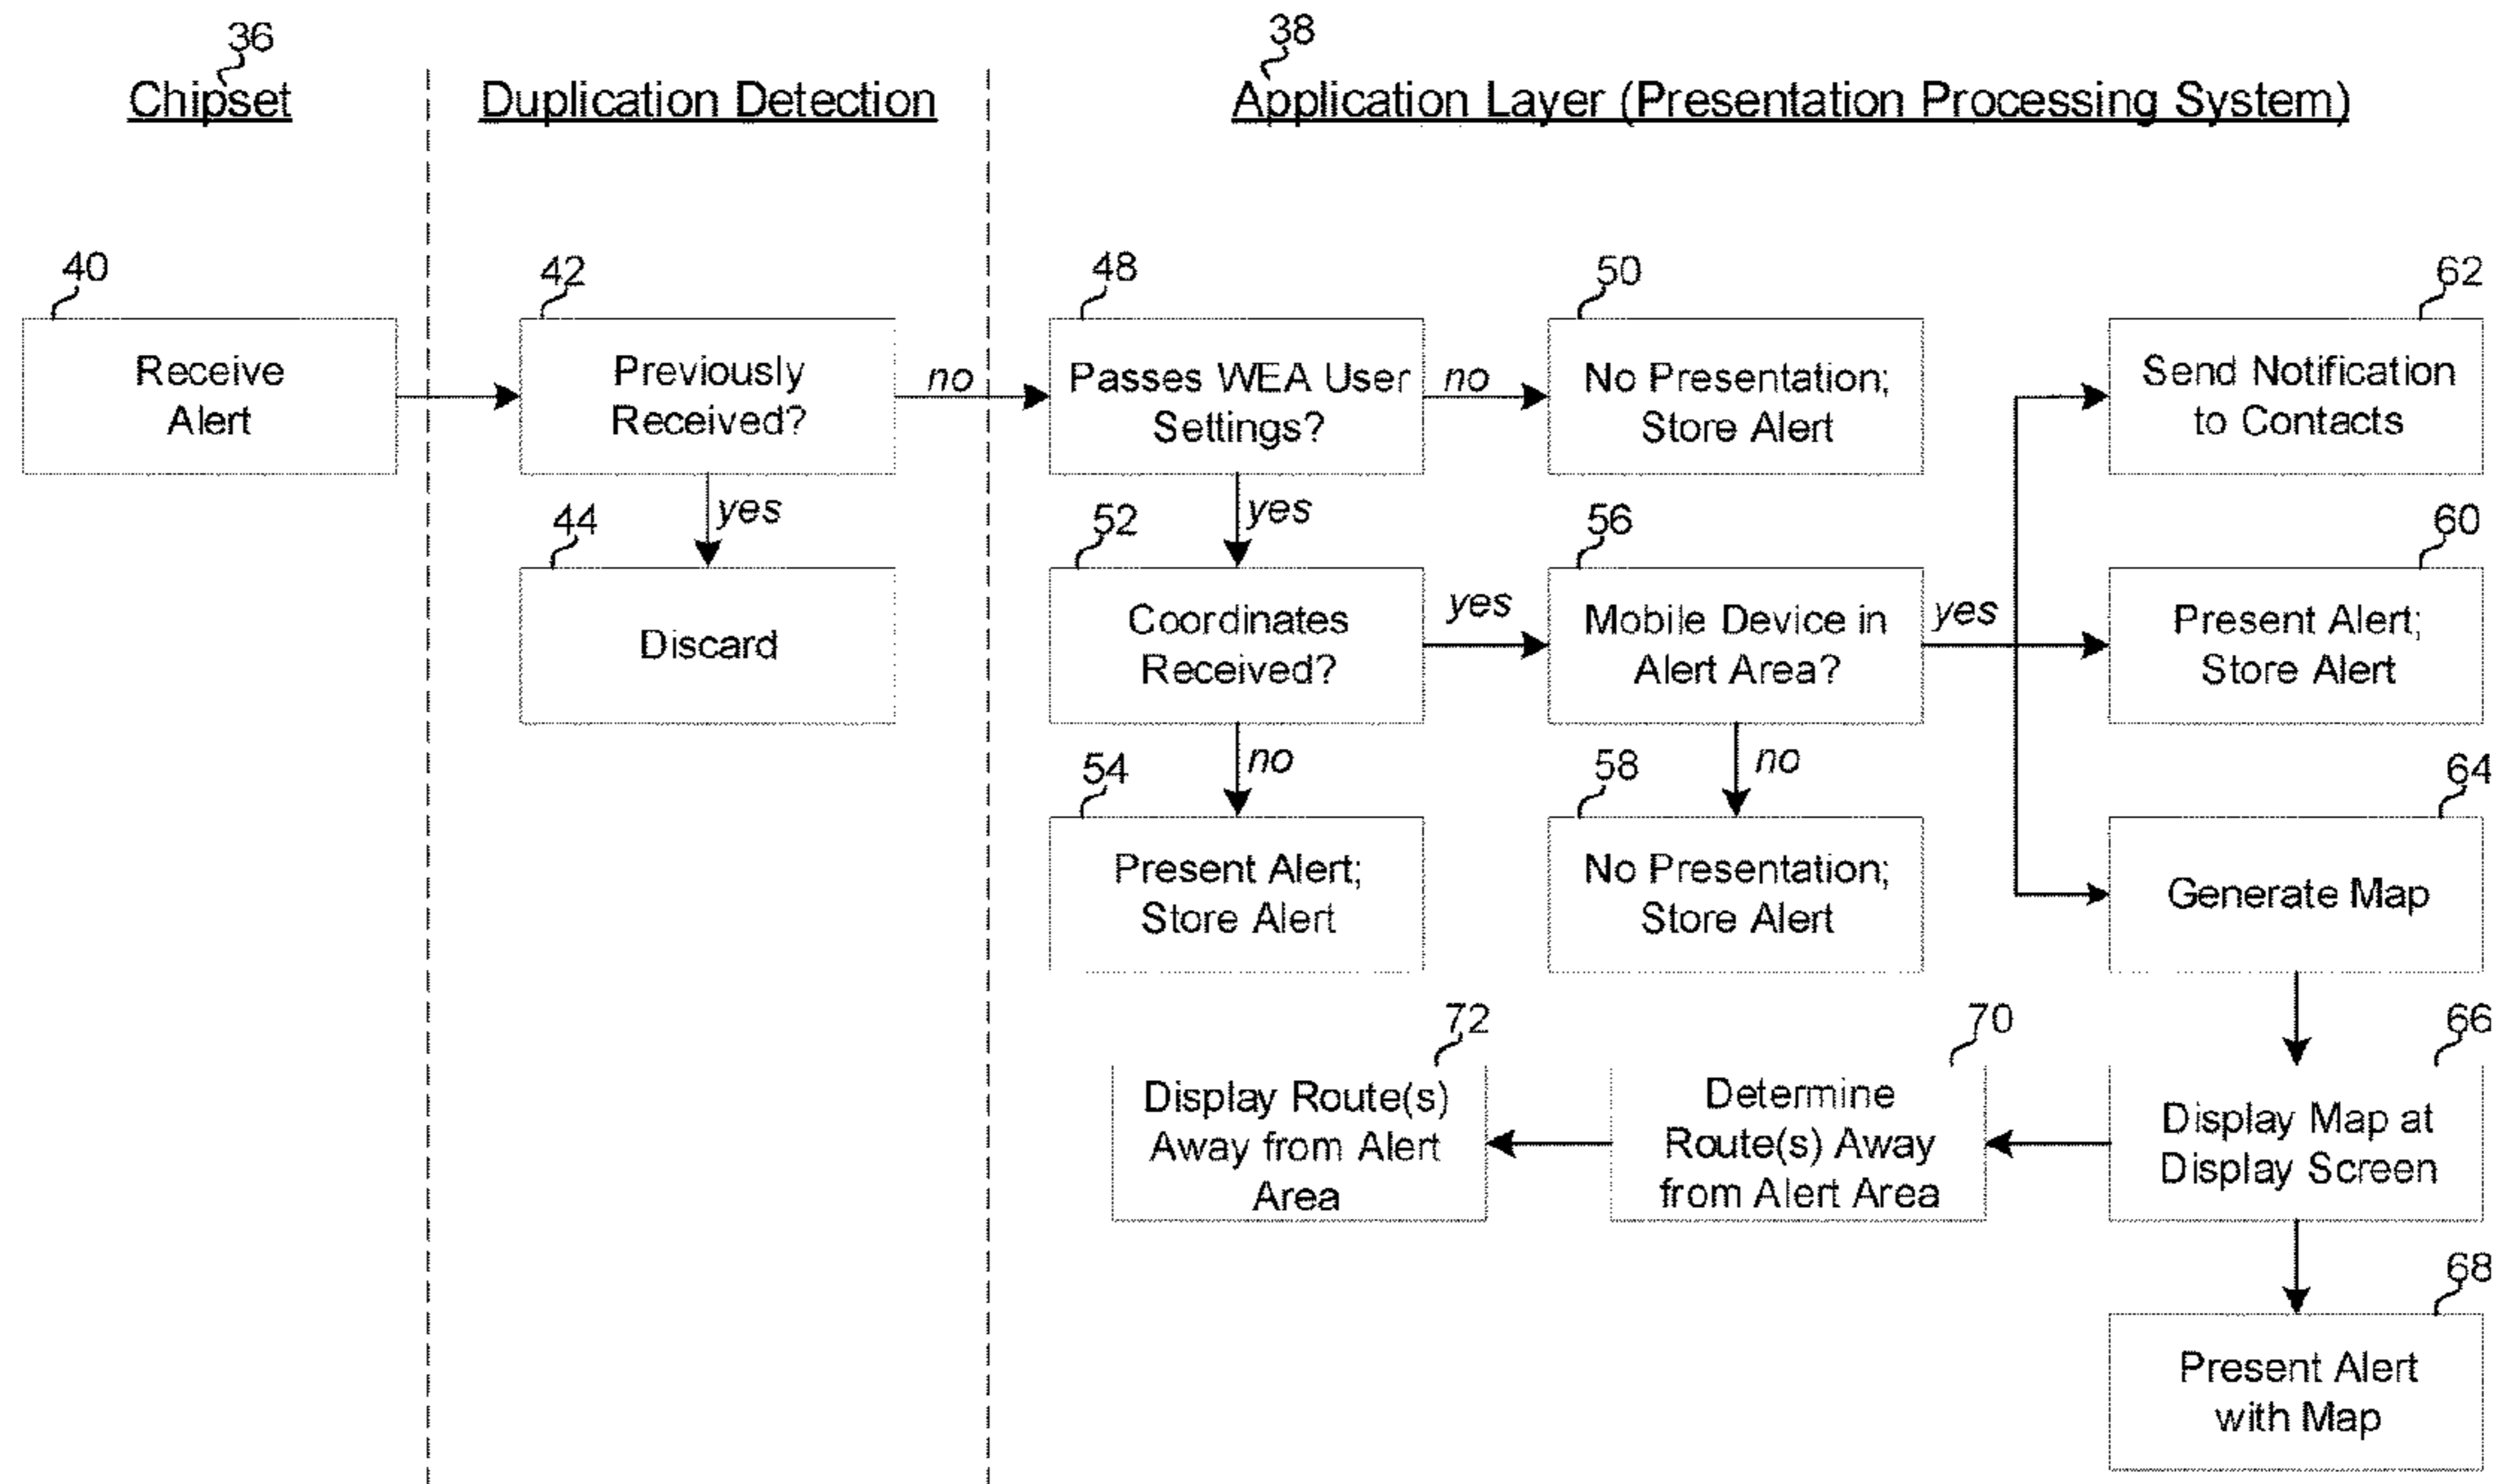 36
38
Chipset
Duplication Detection
Application Layer (Presentation Processing System)
40
42
48
50
62
Receive
Alert
Previously
Received?
no
Passes WEA User
Settings?
no
No Presentation;
Store Alert
Send Notification
to Contacts
yes
yes
44
52
56
60
Discard
Coordinates
Received?
yes
Mobile Device in
Alert Area?
yes
Present Alert;
Store Alert
no
no
54
58
64
Present Alert;
Store Alert
No Presentation;
Store Alert
Generate Map
72
70
66
Display Route(s)
Away from Alert
Area
Determine
Route(s) Away
from Alert Area
Display Map at
Display Screen
68
Present Alert
with Map